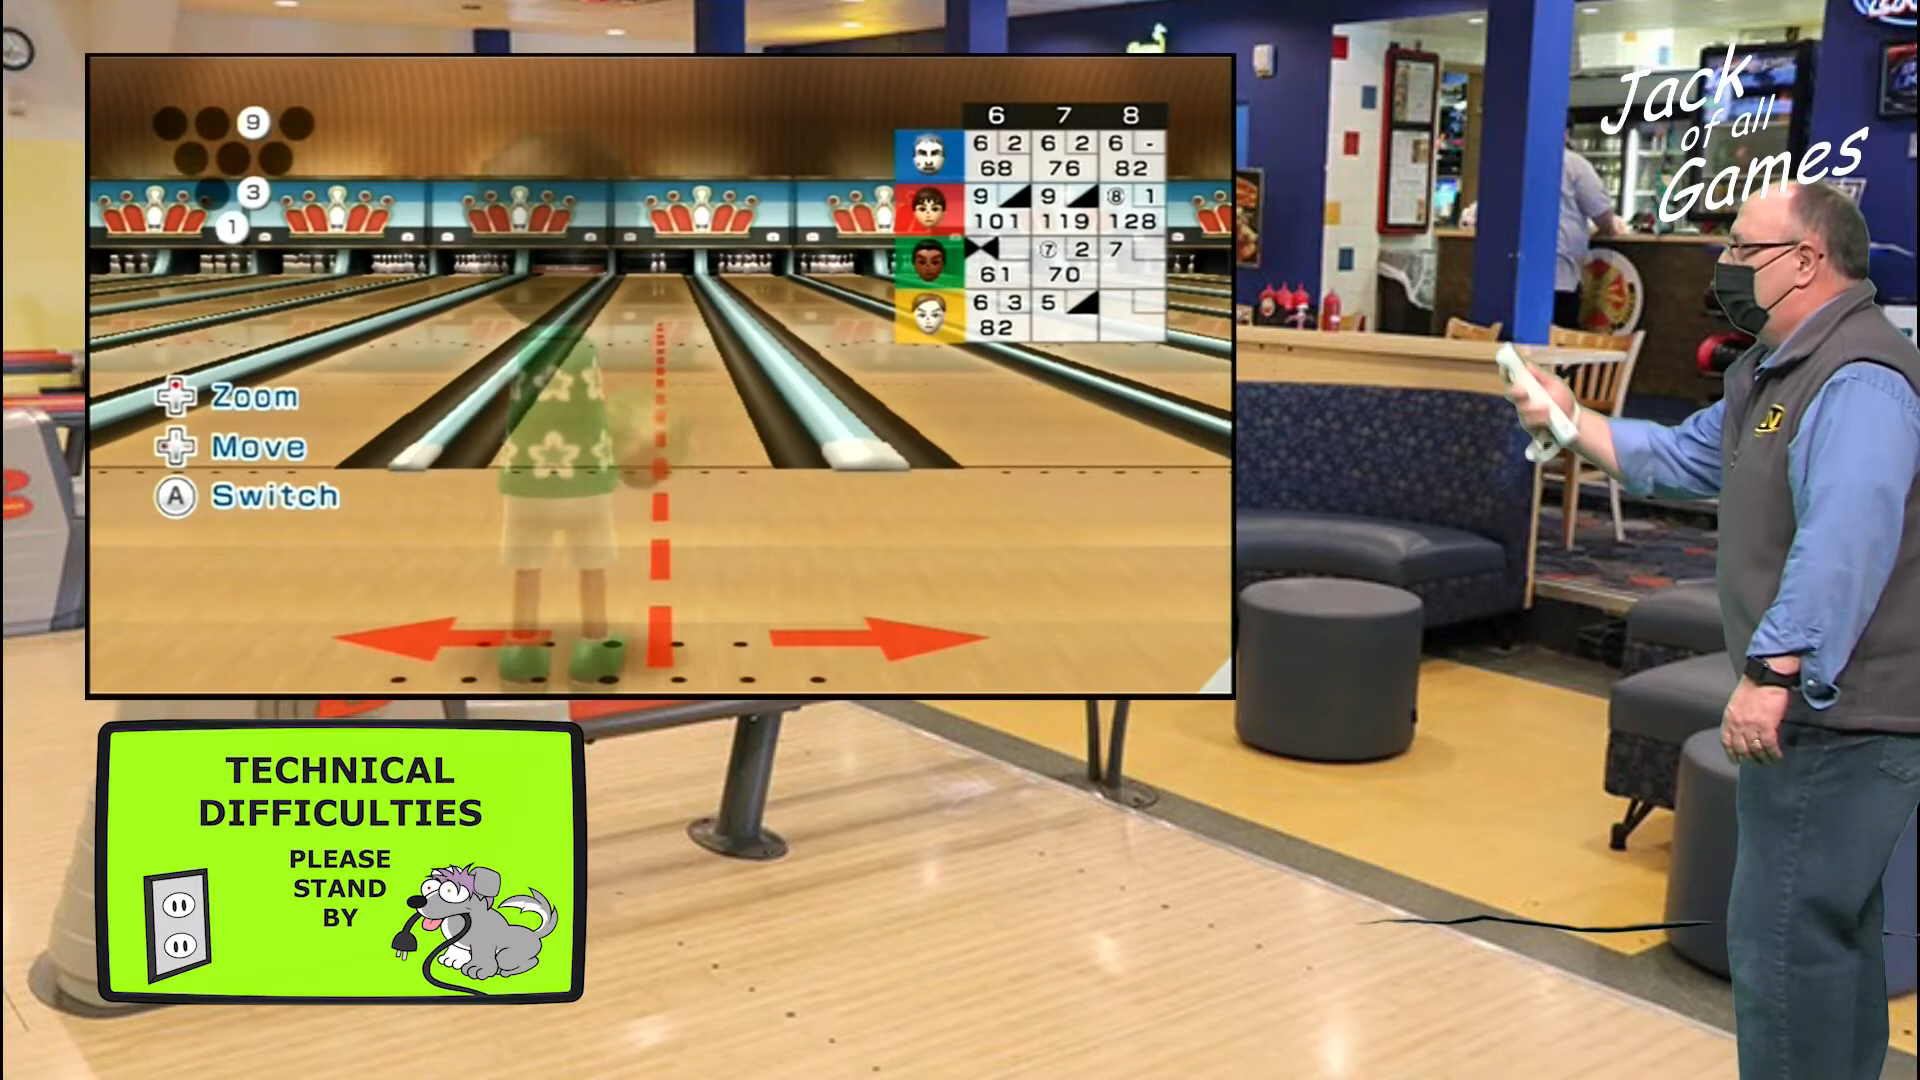 9
3
1
Zoom
Move
A Switch
6 7 8
6 2 6 2 6 -
68 76 82
9 9 8 1
101 119 128
7 2 7
61 70
6 3 5
82
Jack
of all
Games
TECHNICAL
DIFFICULTIES
PLEASE
STAND
BY